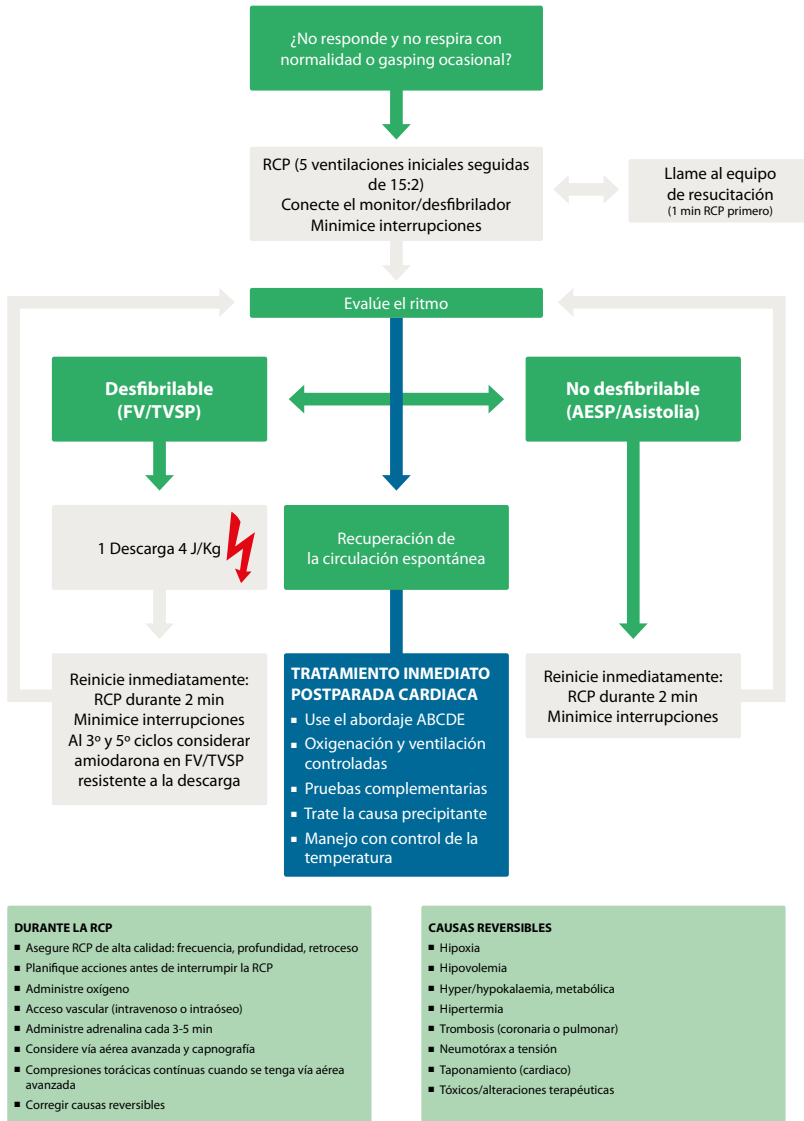 ¿No responde y no respira con
normalidad o gasping ocasional?
RCP (5 ventilaciones iniciales seguidas
de 15:2)
Conecte el monitor/desfibrilador
Minimice interrupciones
Llame al equipo
de resucitación
(1 min RCP primero)
Evalúe el ritmo
Desfibrilable
(FV/TVSP)
No desfibrilable
(AESP/Asistolia)
1 Descarga 4 J/Kg
Recuperación de
la circulación espontánea
Reinicie inmediatamente:
RCP durante 2 min
Minimice interrupciones
Al 3º y 5º ciclos considerar
amiodarona en FV/TVSP
resistente a la descarga
TRATAMIENTO INMEDIATO
POSTPARADA CARDIACA
▪ Use el abordaje ABCDE
▪ Oxigenación y ventilación
controladas
▪ Pruebas complementarias
▪ Trate la causa precipitante
▪ Manejo con control de la
temperatura
Reinicie inmediatamente:
RCP durante 2 min
Minimice interrupciones
DURANTE LA RCP
▪ Asegure RCP de alta calidad: frecuencia, profundidad, retroceso
▪ Planifique acciones antes de interrumpir la RCP
▪ Administre oxígeno
▪ Acceso vascular (intravenoso o intraóseo)
▪ Administre adrenalina cada 3-5 min
▪ Considere vía aérea avanzada y capnografía
▪ Compresiones torácicas contínuas cuando se tenga vía aérea
avanzada
▪ Corregir causas reversibles
CAUSAS REVERSIBLES
▪ Hipoxia
▪ Hipovolemia
▪ Hyper/hypokalaemia, metabólica
▪ Hipertermia
▪ Trombosis (coronaria o pulmonar)
▪ Neumotórax a tensión
▪ Taponamiento (cardiaco)
▪ Tóxicos/alteraciones terapéuticas